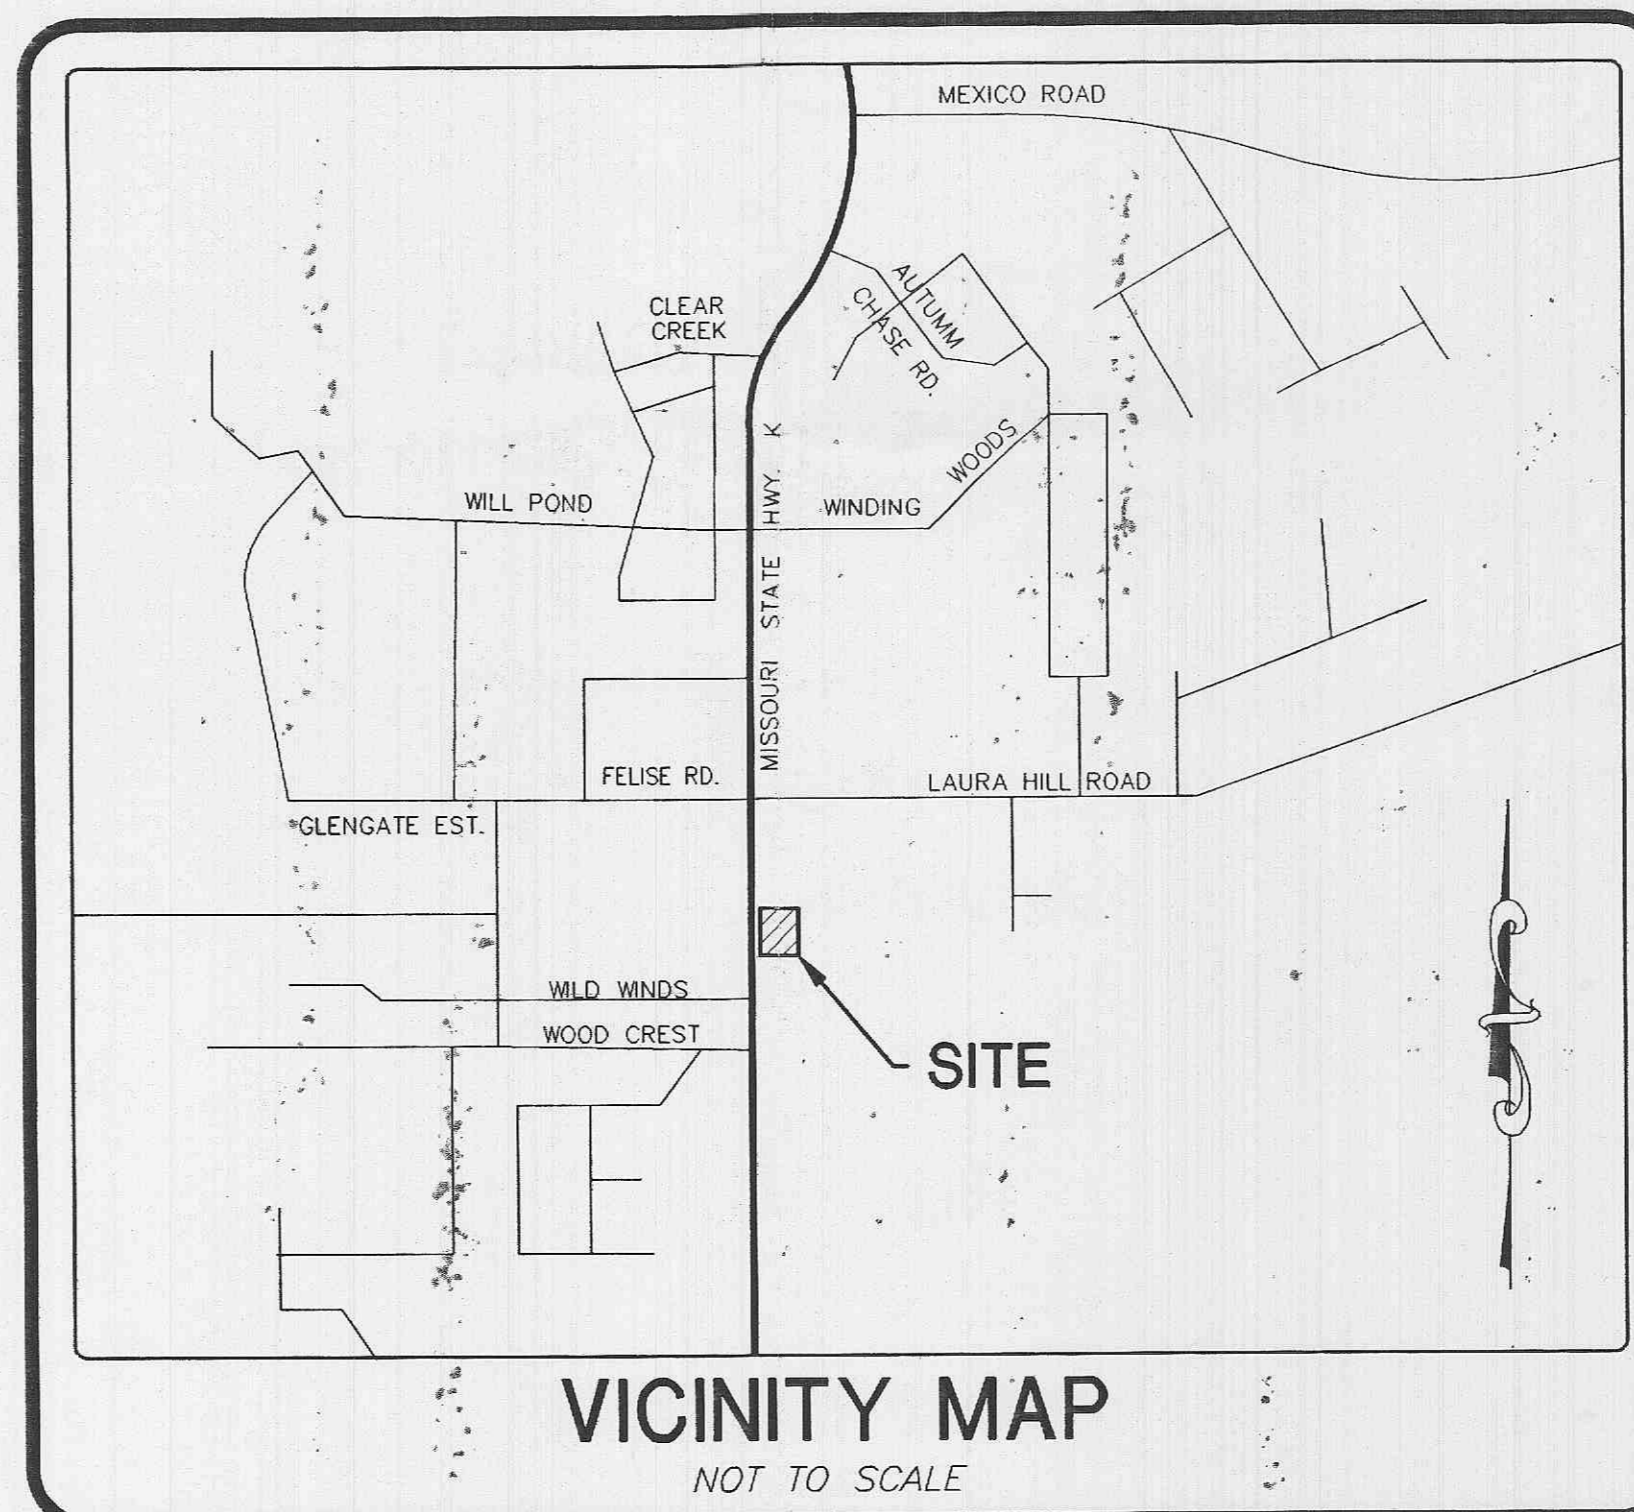 MEXICO ROAD
AUTUMM
CHASE RD.
CLEAR
CREEK
WOODS
WILL POND
WINDING
MISSOURI STATE HWY. K
FELISE RD.
LAURA HILL ROAD
GLENGATE EST.
WILD WINDS
WOOD CREST
SITE
VICINITY MAP
NOT TO SCALE